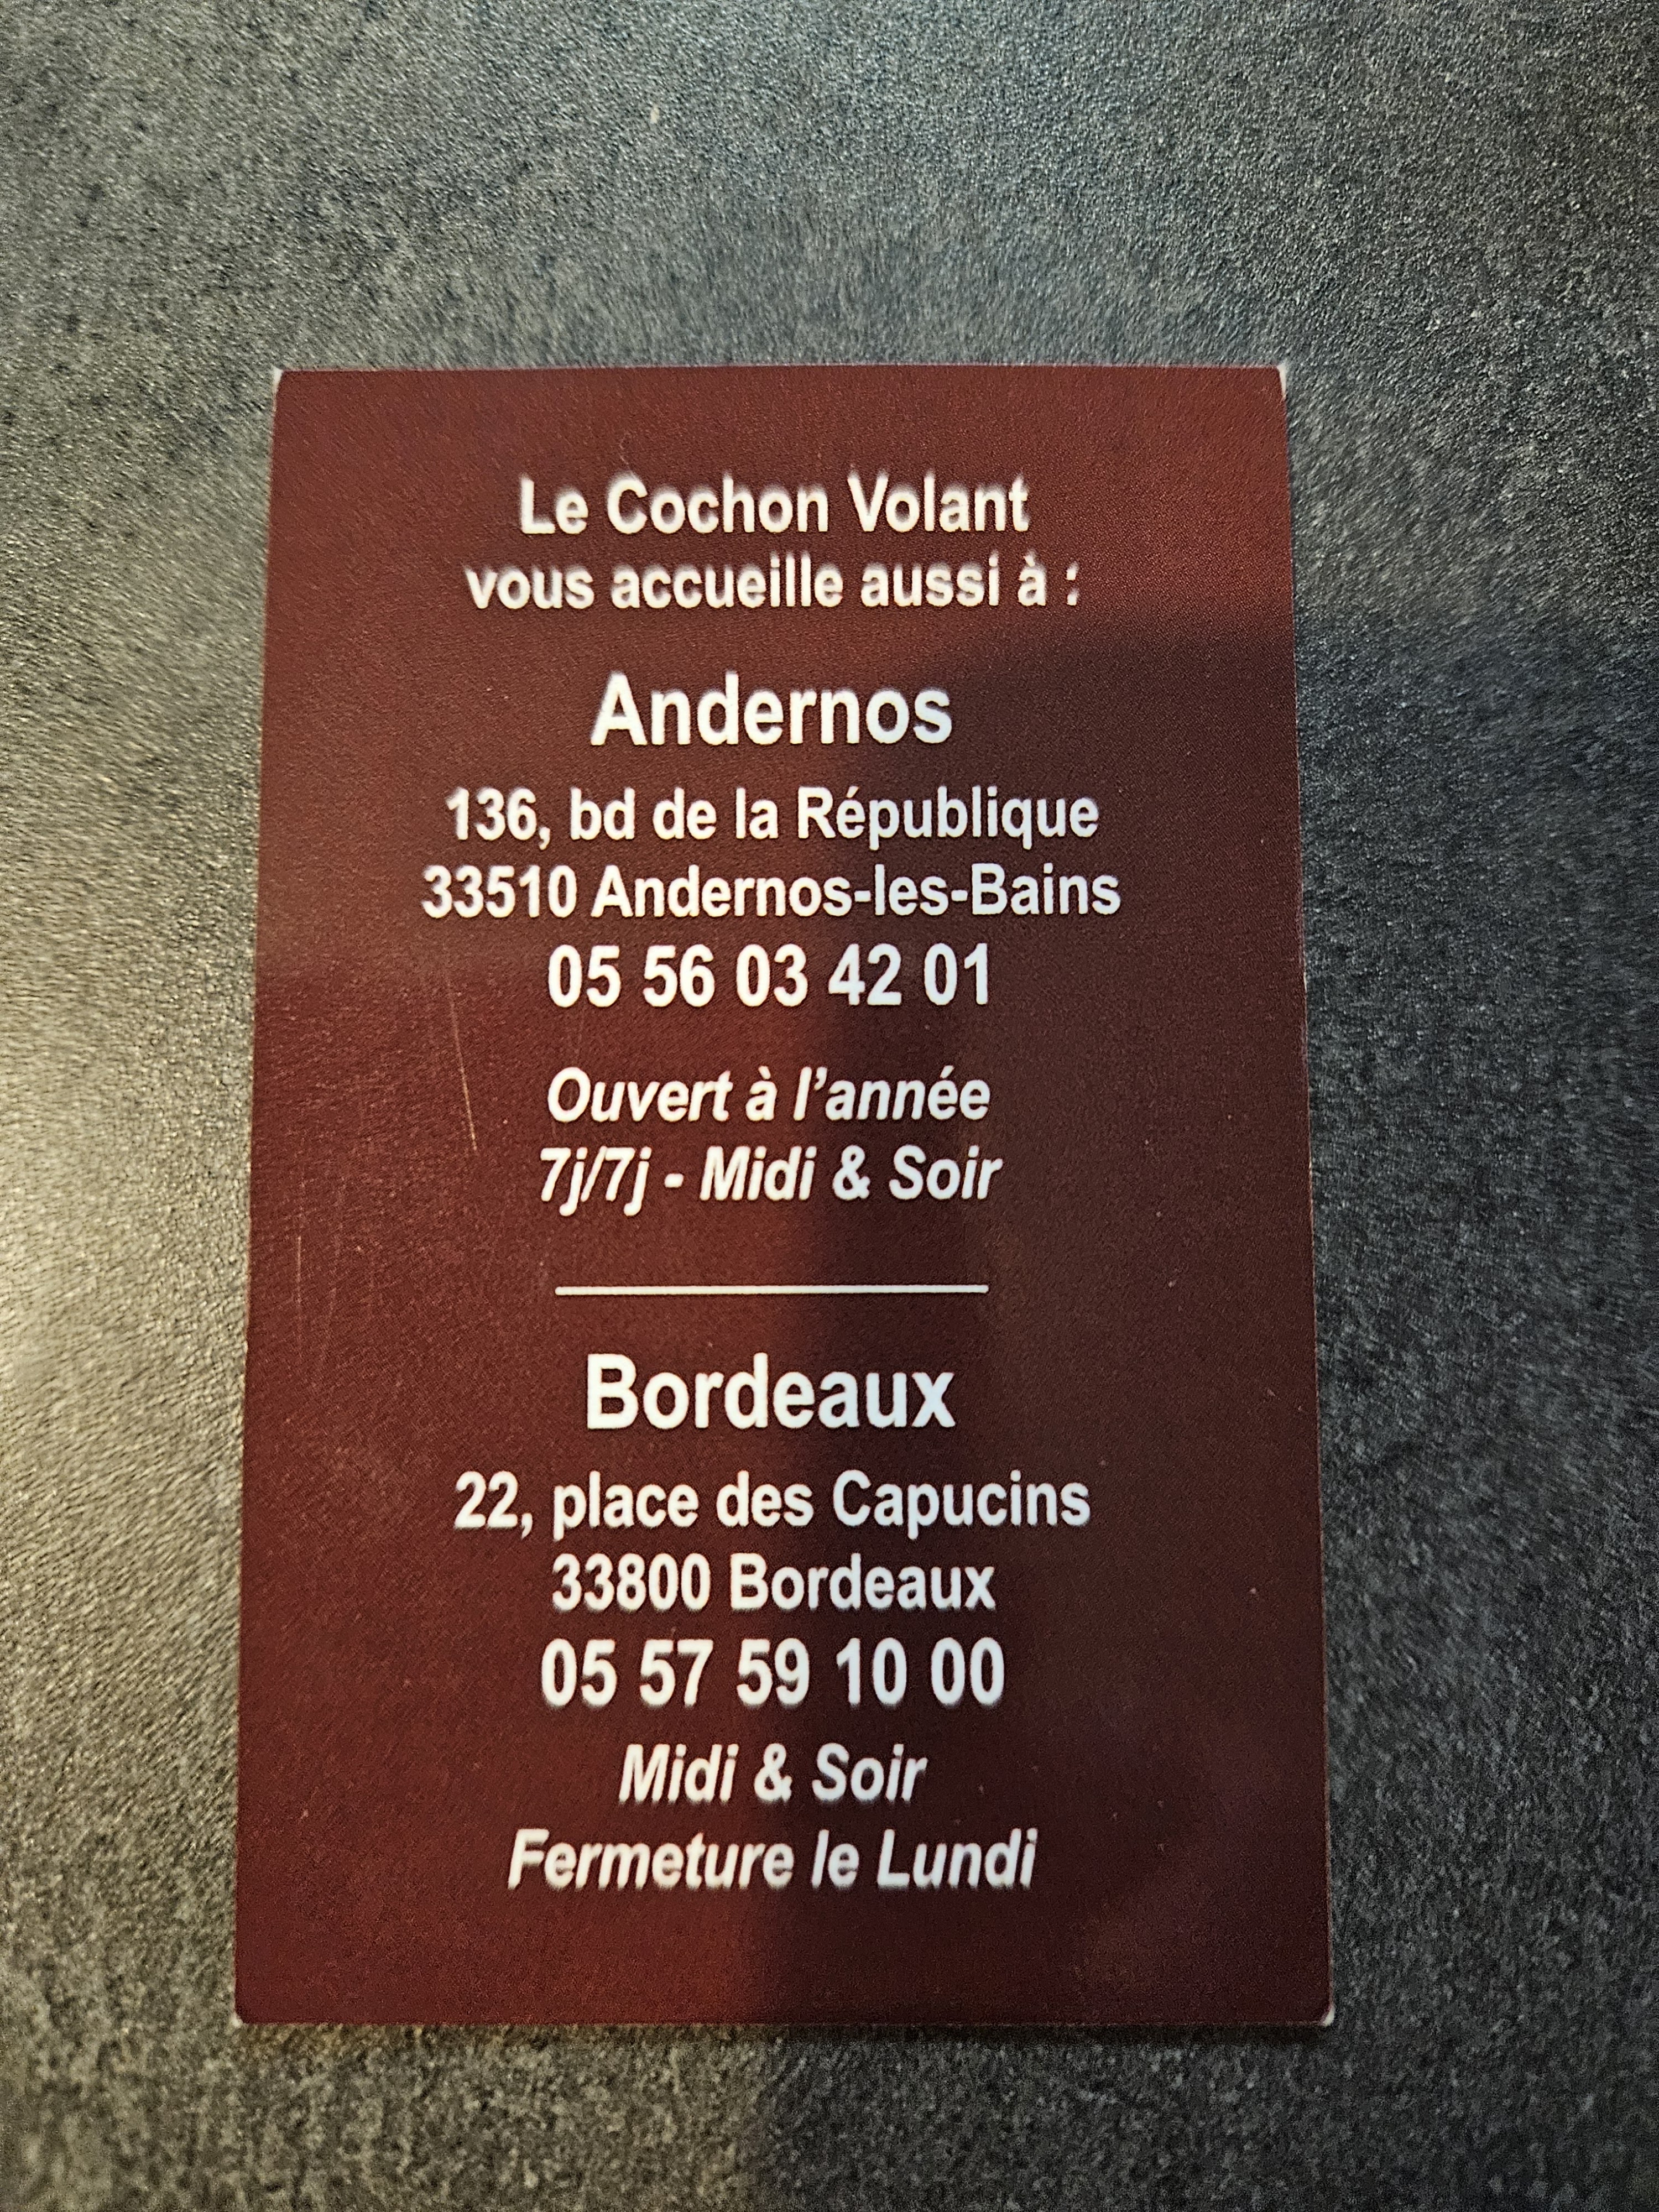 Le Cochon Volant
vous accueille aussi à :
Andernos
136, bd de la République
33510 Andernos-les-Bains
05 56 03 42 01
Ouvert à l’année
7j/7j - Midi & Soir
Bordeaux
22, place des Capucins
33800 Bordeaux
05 57 59 10 00
Midi & Soir
Fermeture le Lundi